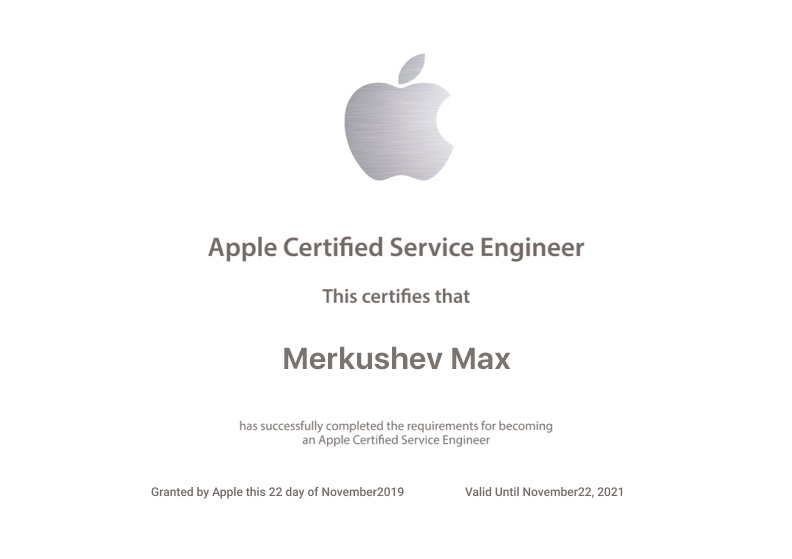 Apple Certified Service Engineer
This certifies that
Merkushev Max
has successfully completed the requirements for becoming
an Apple Certified Service Engineer
Granted by Apple this 22 day of November2019 Valid Until November22, 2021